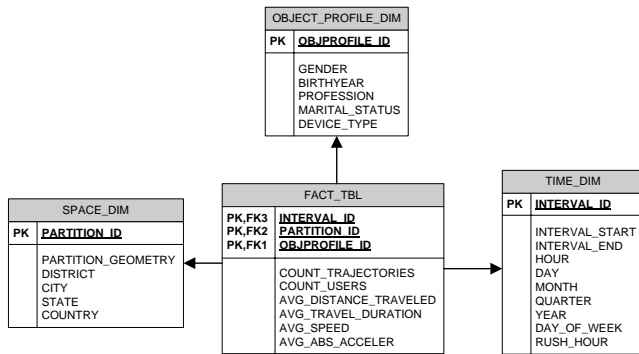 OBJECT_PROFILE_DIM
PK OBJPROFILE_ID
GENDER
BIRTHYEAR
PROFESSION
MARITAL_STATUS
DEVICE_TYPE
SPACE_DIM
PK PARTITION_ID
PARTITION_GEOMETRY
DISTRICT
CITY
STATE
COUNTRY
FACT_TBL
PK,FK3 INTERVAL_ID
PK,FK2 PARTITION_ID
PK,FK1 OBJPROFILE_ID
COUNT_TRAJECTORIES
COUNT_USERS
AVG_DISTANCE_TRAVELED
AVG_TRAVEL_DURATION
AVG_SPEED
AVG_ABS_ACCELER
TIME_DIM
PK INTERVAL_ID
INTERVAL_START
INTERVAL_END
HOUR
DAY
MONTH
QUARTER
YEAR
DAY_OF_WEEK
RUSH_HOUR